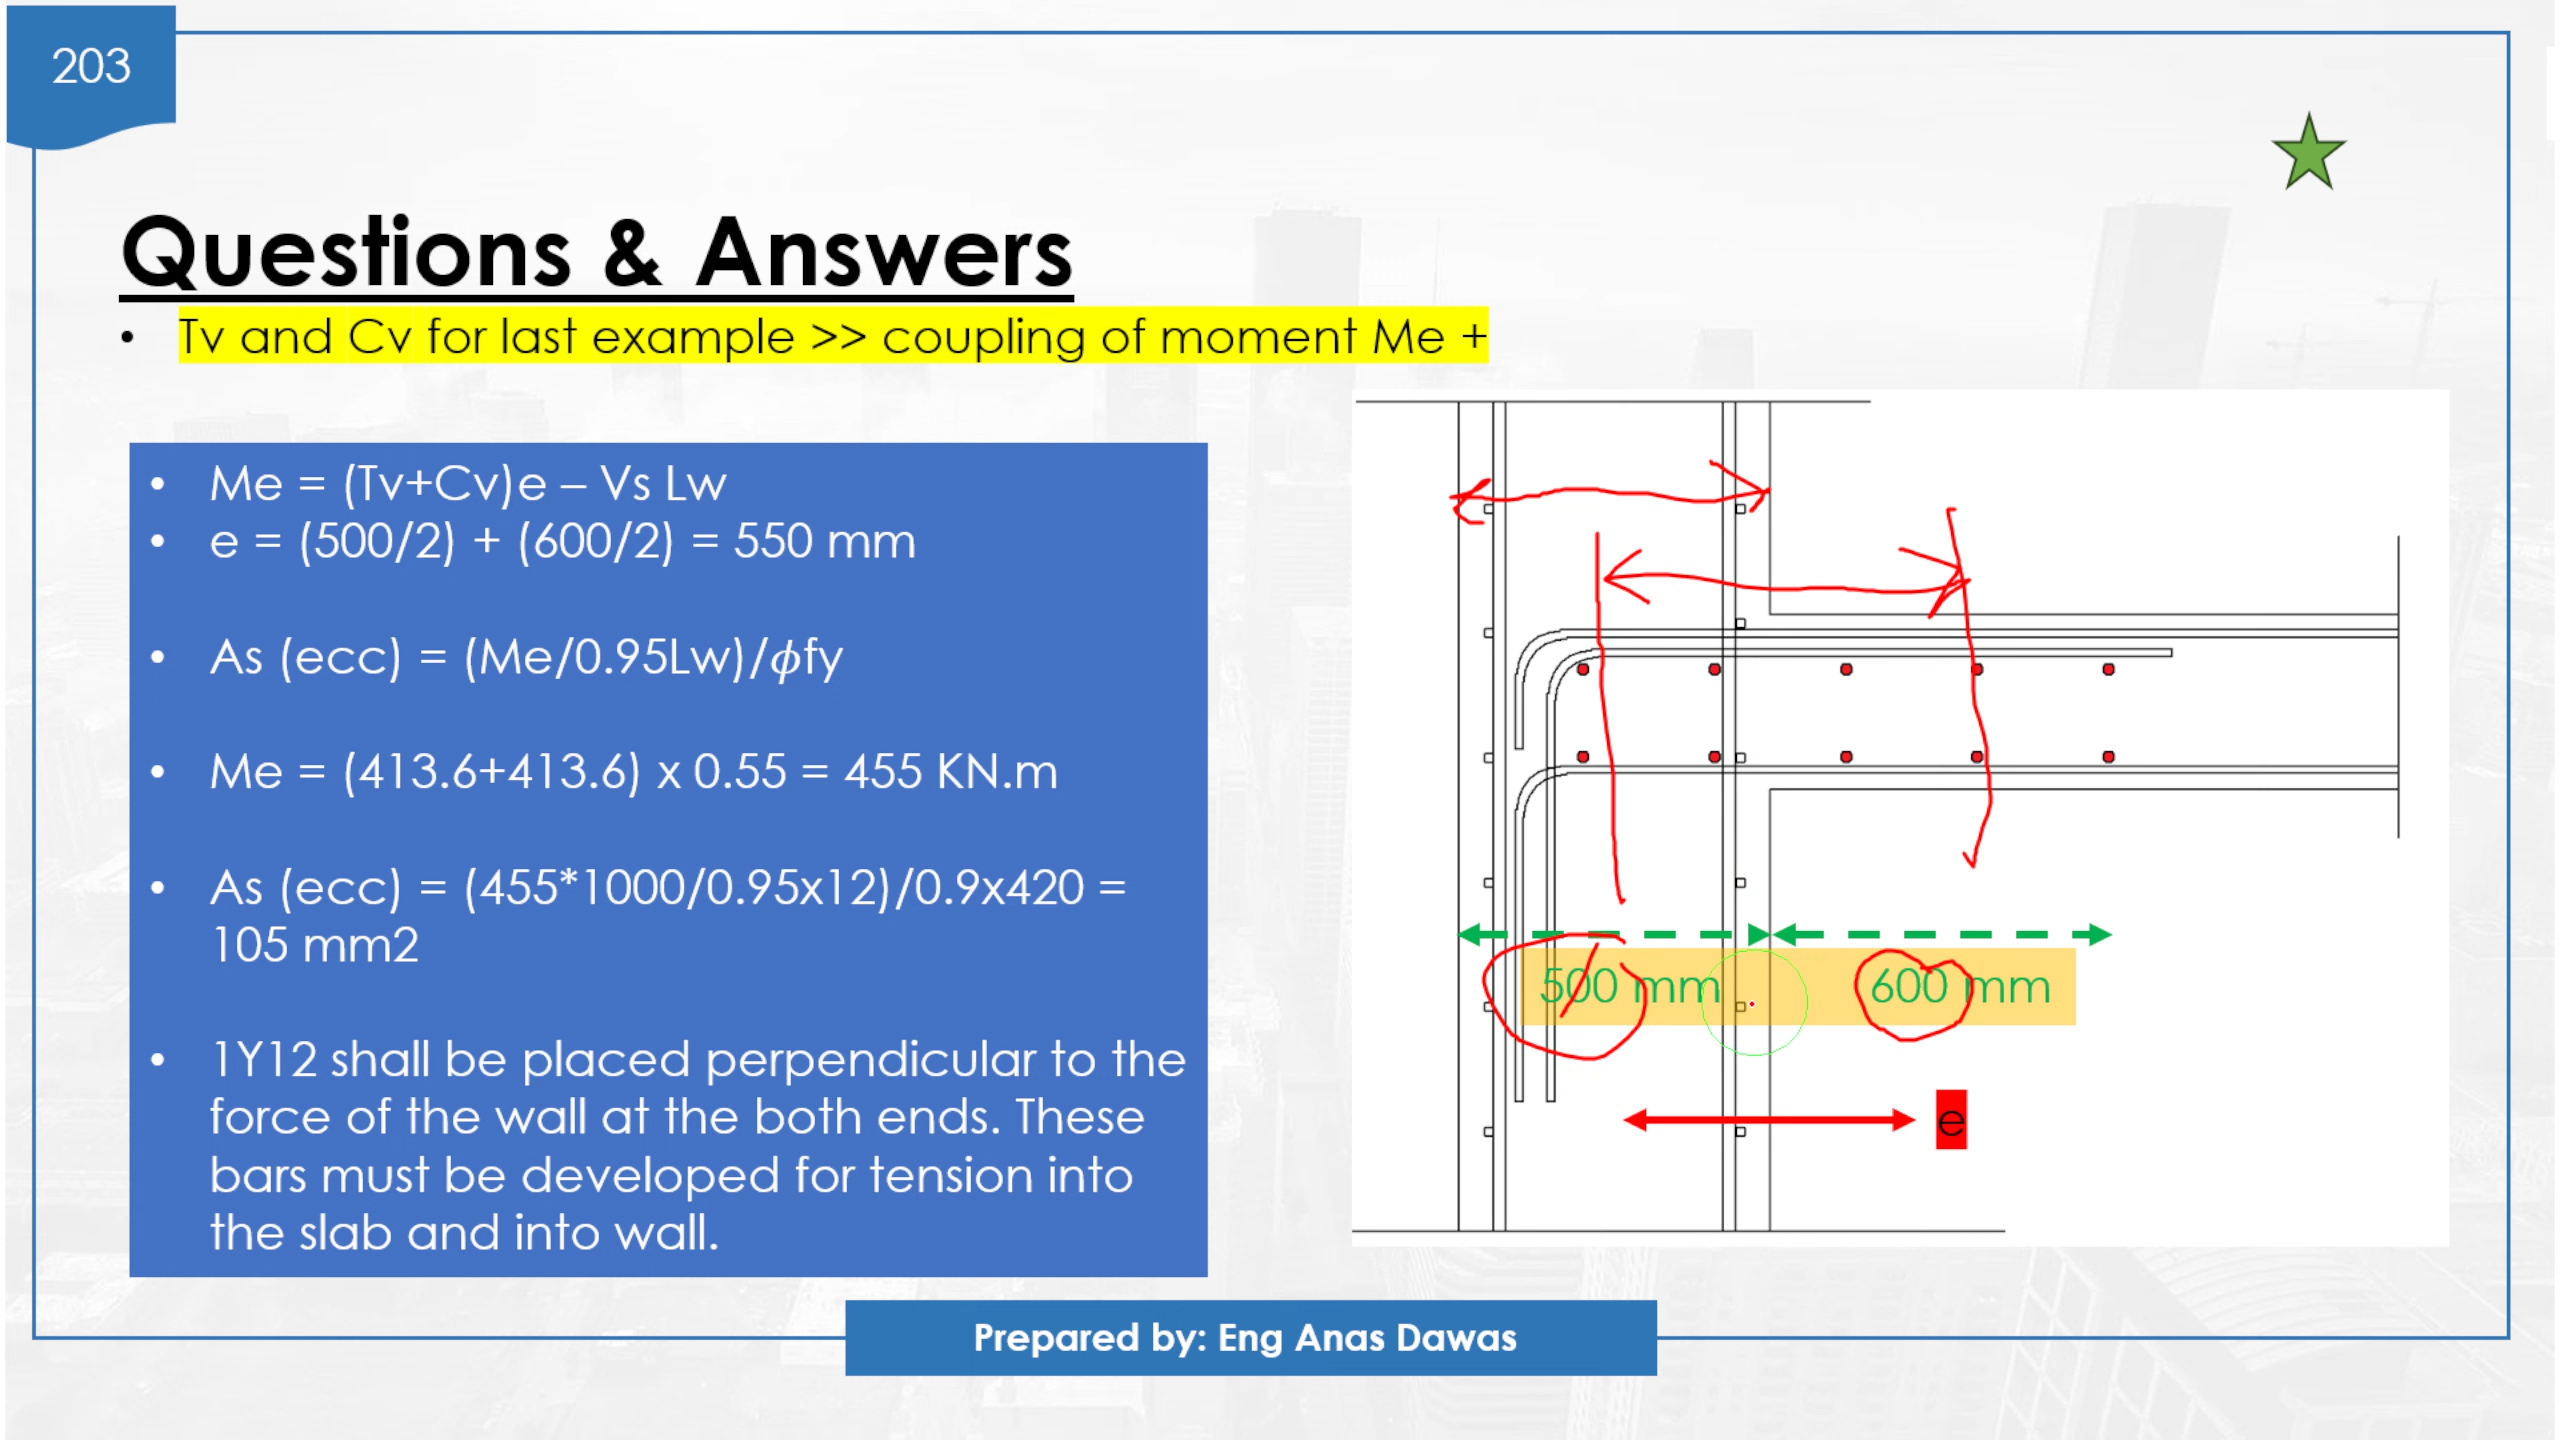 203
Questions & Answers
• Tv and Cv for last example >> coupling of moment Me +
• Me = (Tv+Cv)e – Vs Lw
• e = (500/2) + (600/2) = 550 mm
• As (ecc) = (Me/0.95Lw)/ϕfy
• Me = (413.6+413.6) x 0.55 = 455 KN.m
• As (ecc) = (455*1000/0.95x12)/0.9x420 =
105 mm2
• 1Y12 shall be placed perpendicular to the
force of the wall at the both ends. These
bars must be developed for tension into
the slab and into wall.
500 mm 600 mm
e
Prepared by: Eng Anas Dawas